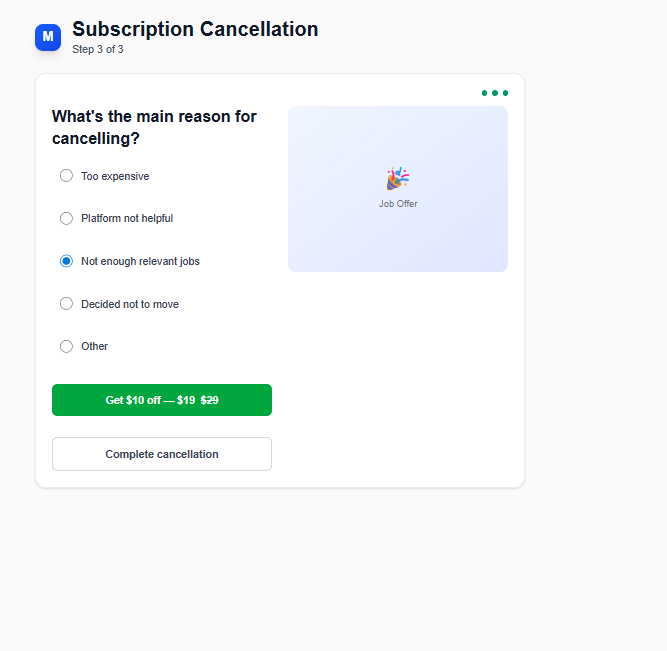 M
Subscription Cancellation
Step 3 of 3
What's the main reason for
cancelling?
Too expensive
Platform not helpful
Not enough relevant jobs
Decided not to move
Other
Get $10 off — $19 $29
Complete cancellation
Job Offer